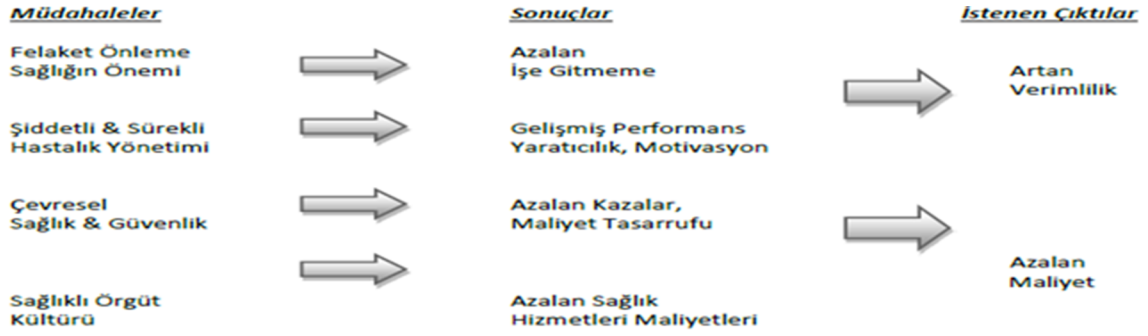 Müdahaleler
Sonuçlar
İstenen Çıktılar
Felaket Önleme
Sağlığın Önemi
Azalan
İşe Gitmeme
Artan
Verimlilik
Şiddetli & Sürekli
Hastalık Yönetimi
Gelişmiş Performans
Yaratıcılık, Motivasyon
Çevresel
Sağlık & Güvenlik
Azalan Kazalar,
Maliyet Tasarrufu
Azalan
Maliyet
Sağlıklı Örgüt
Kültürü
Azalan Sağlık
Hizmetleri Maliyetleri